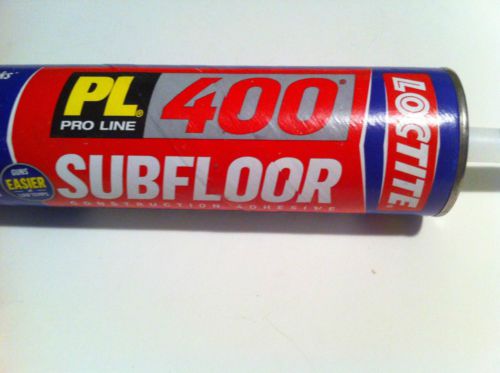 PL® 400®
PRO LINE
SUBFLOOR
CONSTRUCTION ADHESIVE
LOCTITE
GUNS
EASIER